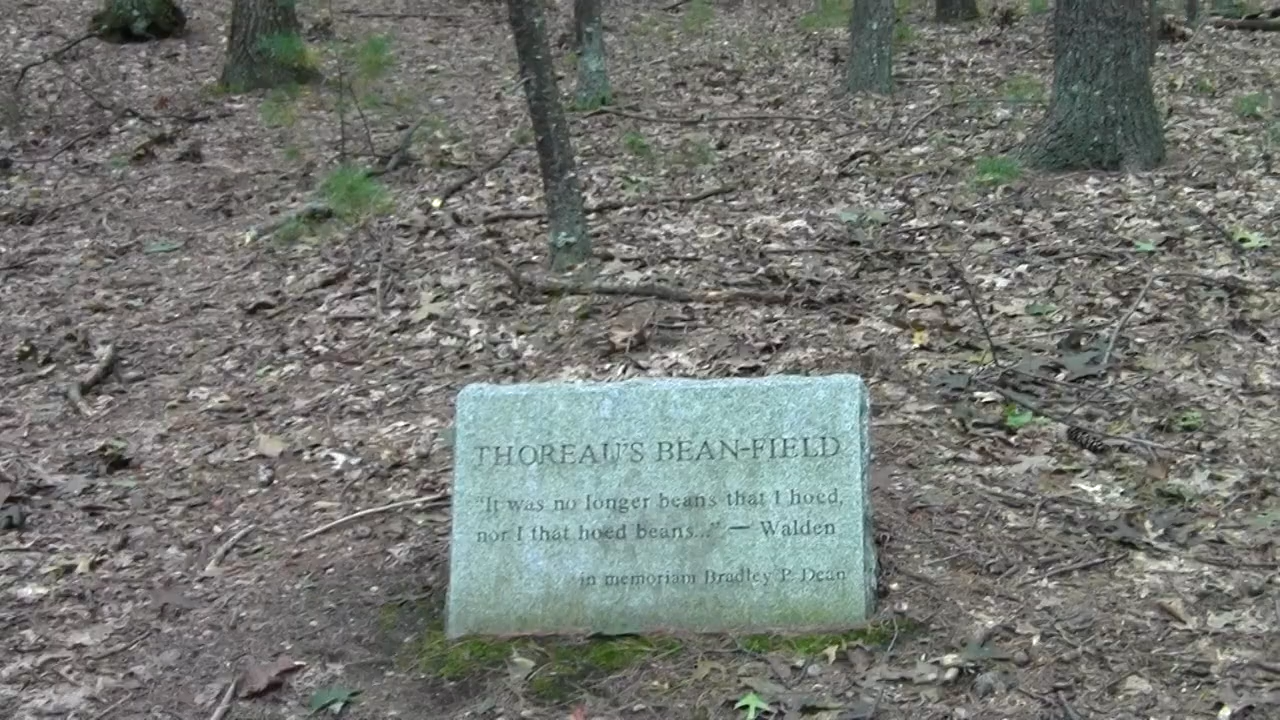 THOREAU'S BEAN-FIELD
"It was no longer beans that I hoed,
nor I that hoed beans..." — Walden
in memoriam Bradley P. Dean